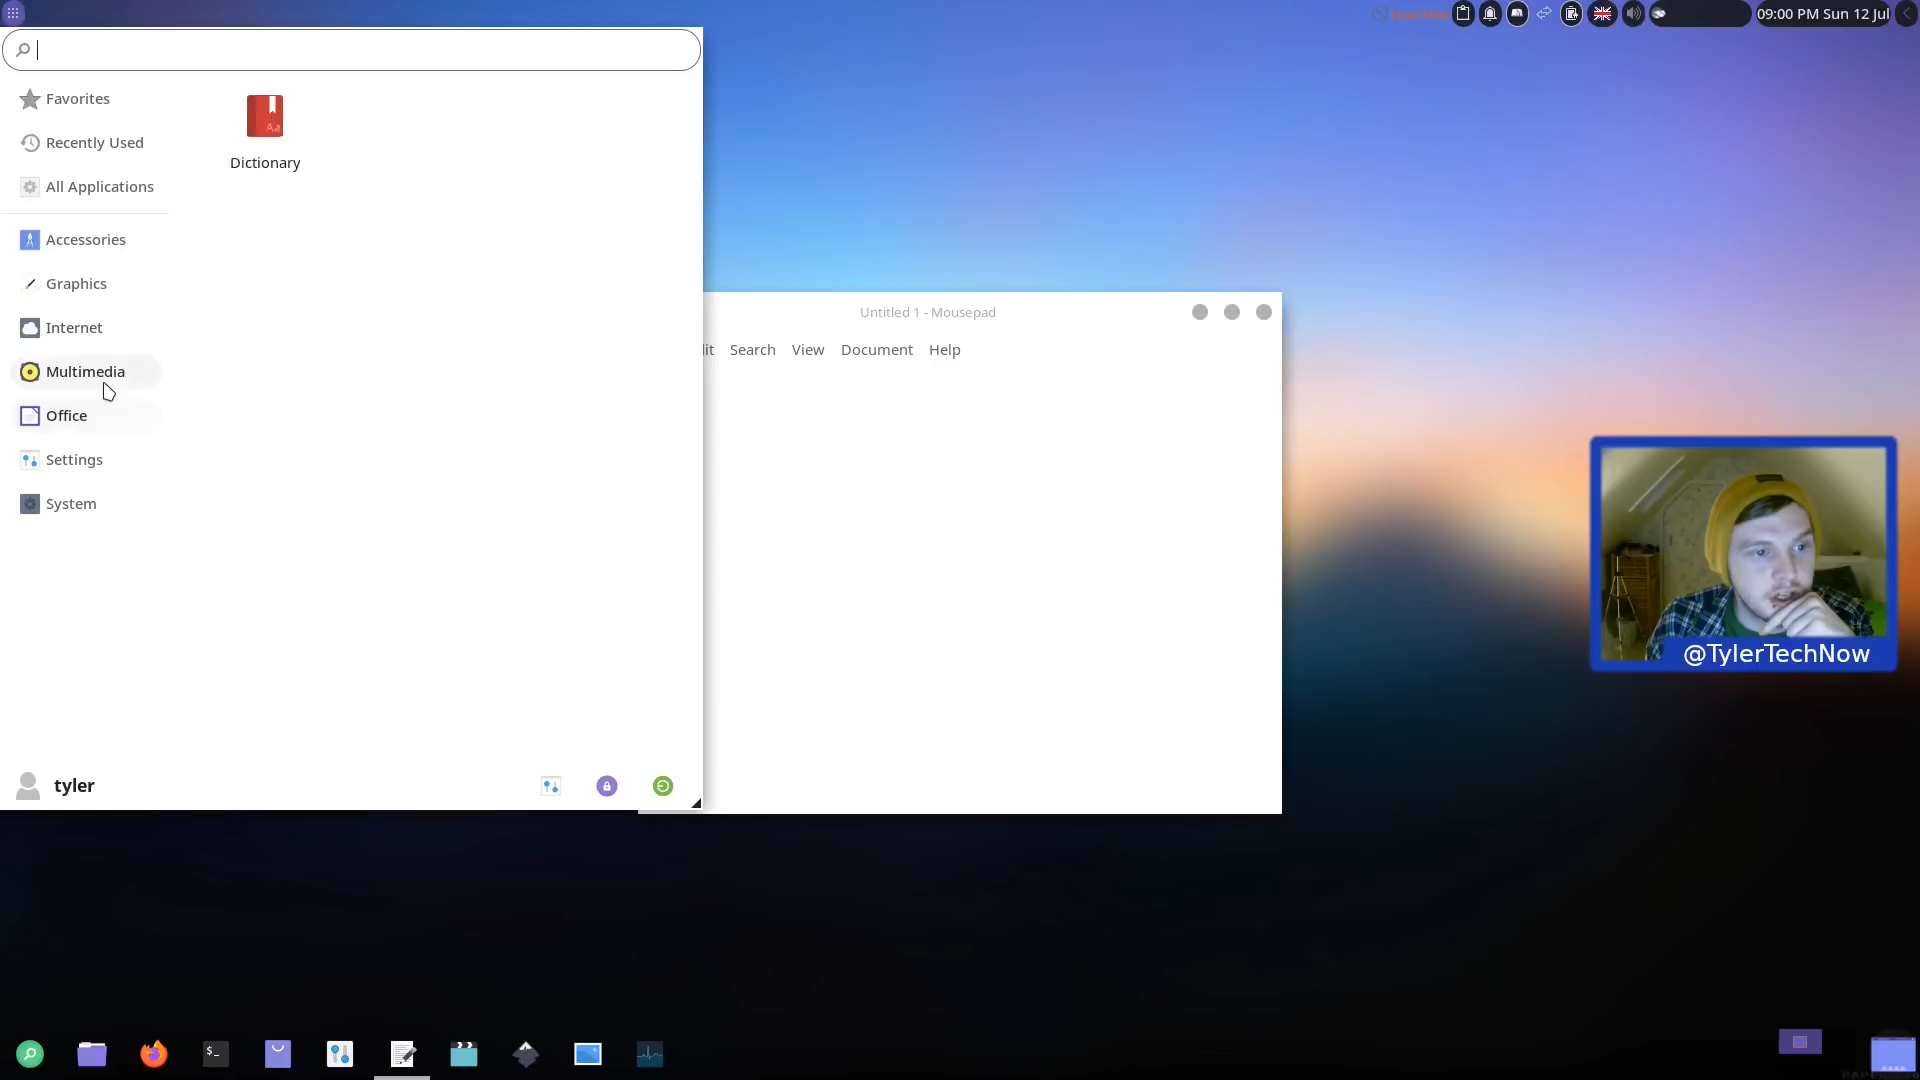 09:00 PM Sun 12 Jul
Favorites
Recently Used
All Applications
Accessories
Graphics
Internet
Multimedia
Office
Settings
System
Dictionary
Untitled 1 - Mousepad
Search View Document Help
@TylerTechNow
tyler